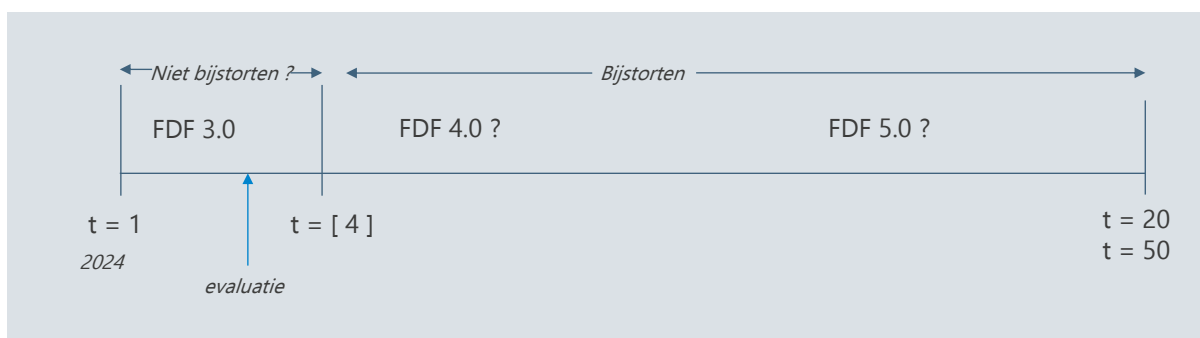 Niet bijstorten ?
Bijstorten
FDF 3.0
FDF 4.0 ?
FDF 5.0 ?
t = 1
t = [ 4 ]
t = 20
t = 50
2024
evaluatie